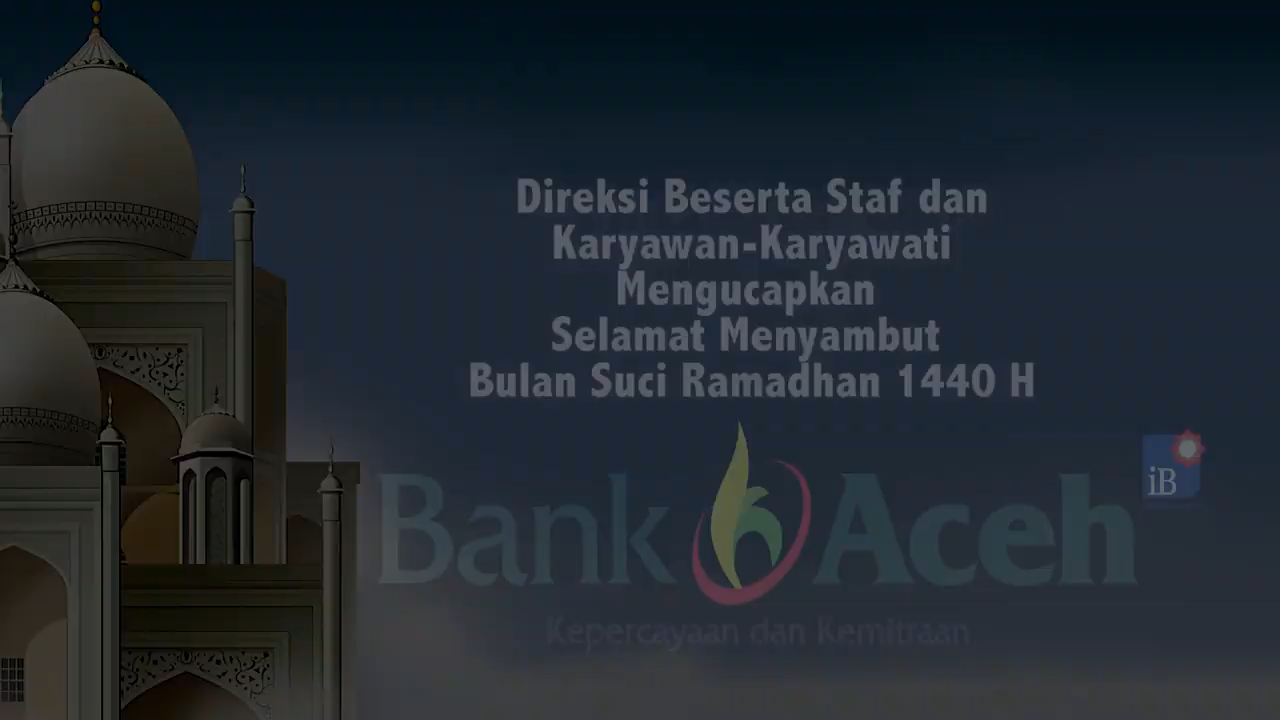 Direksi Beserta Staf dan
Karyawan-Karyawati
Mengucapkan
Selamat Menyambut
Bulan Suci Ramadhan 1440 H
iB
Bank Aceh
Kepercayaan dan Kemitraan